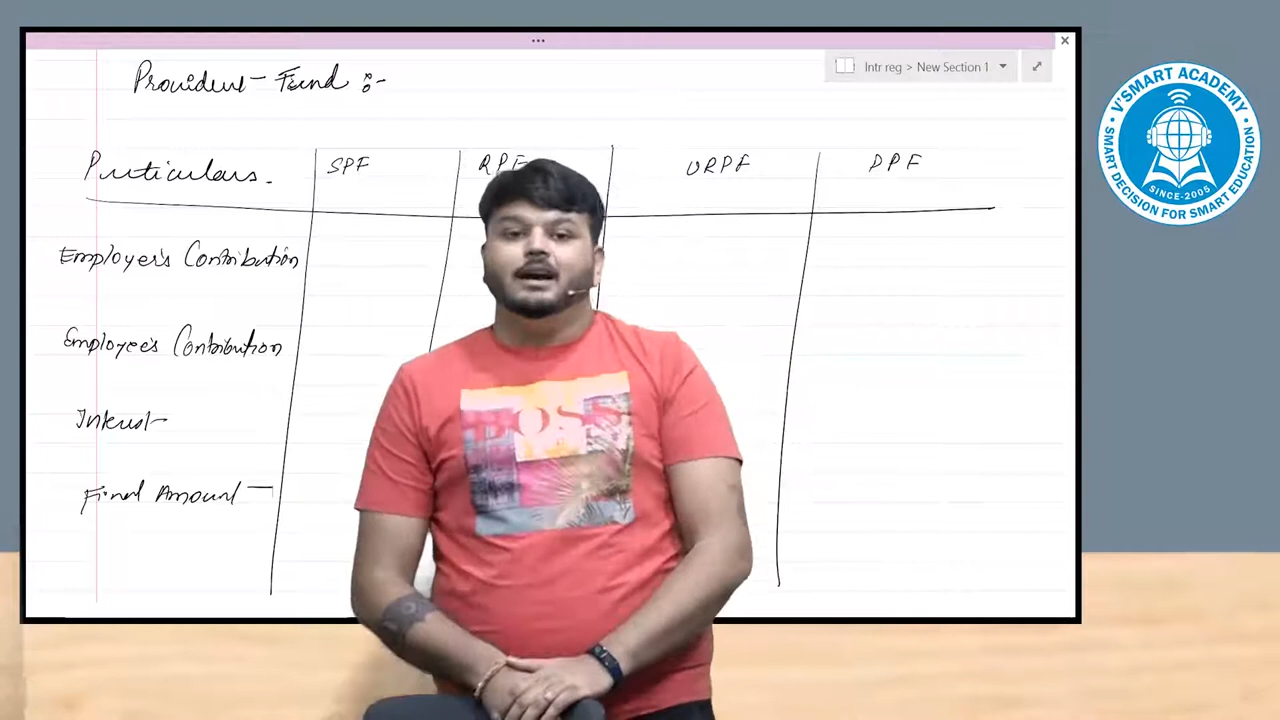 Provident Fund :-
Intr reg > New Section 1
Particulars. SPF RPF URPF PPF
Employer's Contribution
Employee's Contribution
Interest
Final Amount
V'SMART ACADEMY
SINCE-2005
SMART DECISION FOR SMART EDUCATION